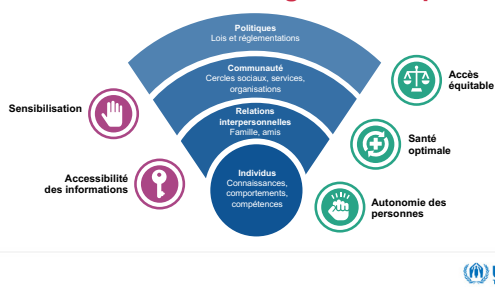 Politiques
Lois et réglementations
Communauté
Cercles sociaux, services,
organisations
Relations
interpersonnelles
Famille, amis
Individus
Connaissances,
comportements,
compétences
Sensibilisation
Accessibilité
des informations
Accès
équitable
Santé
optimale
Autonomie des
personnes